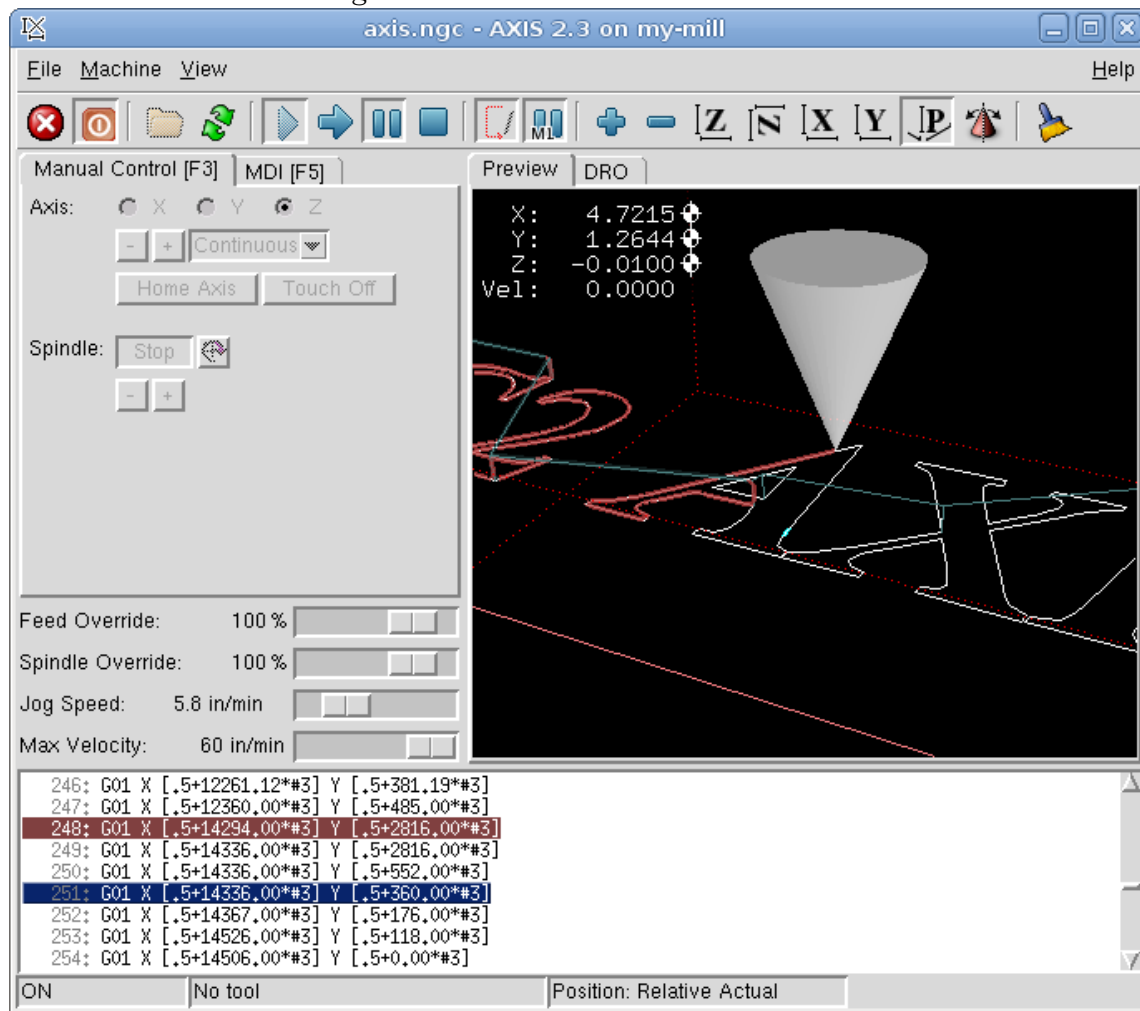 axis.ngc - AXIS 2.3 on my-mill
File Machine View Help
M1 Z N X Y P
Manual Control [F3] MDI [F5] Preview DRO
Axis: X Y Z
- + Continuous
Home Axis Touch Off
Spindle: Stop
- +
X: 4.7215
Y: 1.2644
Z: -0.0100
Vel: 0.0000
Feed Override: 100 %
Spindle Override: 100 %
Jog Speed: 5.8 in/min
Max Velocity: 60 in/min
246: G01 X [.5+12261.12*#3] Y [.5+381.19*#3]
247: G01 X [.5+12360.00*#3] Y [.5+485.00*#3]
248: G01 X [.5+14294.00*#3] Y [.5+2816.00*#3]
249: G01 X [.5+14336.00*#3] Y [.5+2816.00*#3]
250: G01 X [.5+14336.00*#3] Y [.5+552.00*#3]
251: G01 X [.5+14336.00*#3] Y [.5+360.00*#3]
252: G01 X [.5+14367.00*#3] Y [.5+176.00*#3]
253: G01 X [.5+14526.00*#3] Y [.5+118.00*#3]
254: G01 X [.5+14506.00*#3] Y [.5+0.00*#3]
ON No tool Position: Relative Actual